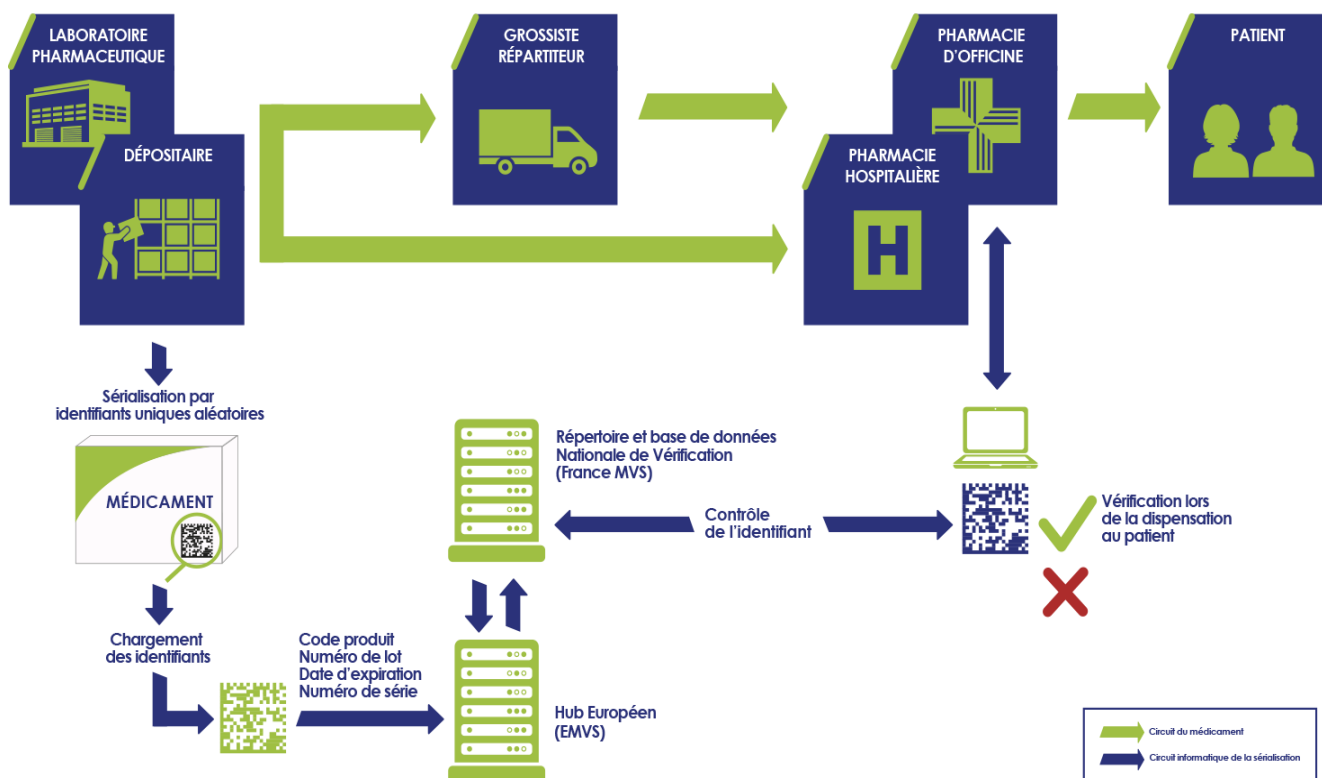 LABORATOIRE
PHARMACEUTIQUE
DÉPOSITAIRE
GROSSISTE
RÉPARTITEUR
PHARMACIE
D'OFFICINE
PHARMACIE
HOSPITALIÈRE
H
PATIENT
Sérialisation par
identifiants uniques aléatoires
MÉDICAMENT
Chargement
des identifiants
Code produit
Numéro de lot
Date d'expiration
Numéro de série
Répertoire et base de données
Nationale de Vérification
(France MVS)
Hub Européen
(EMVS)
Contrôle
de l'identifiant
Vérification lors
de la dispensation
au patient
Circuit du médicament
Circuit informatique de la sérialisation